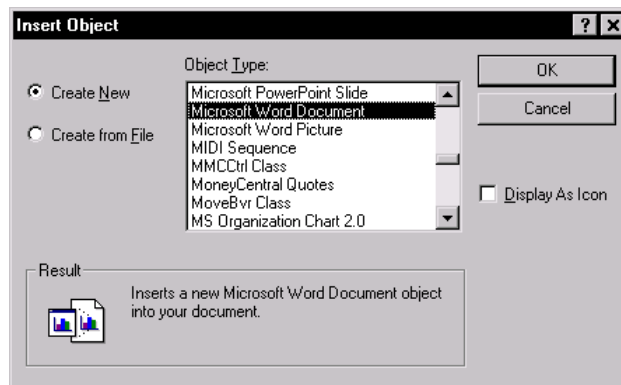 Insert Object
Object Type:
Create New
Create from File
Microsoft PowerPoint Slide
Microsoft Word Document
Microsoft Word Picture
MIDI Sequence
MMCCtrl Class
MoneyCentral Quotes
MoveBvr Class
MS Organization Chart 2.0
OK
Cancel
Display As Icon
Result
Inserts a new Microsoft Word Document object
into your document.